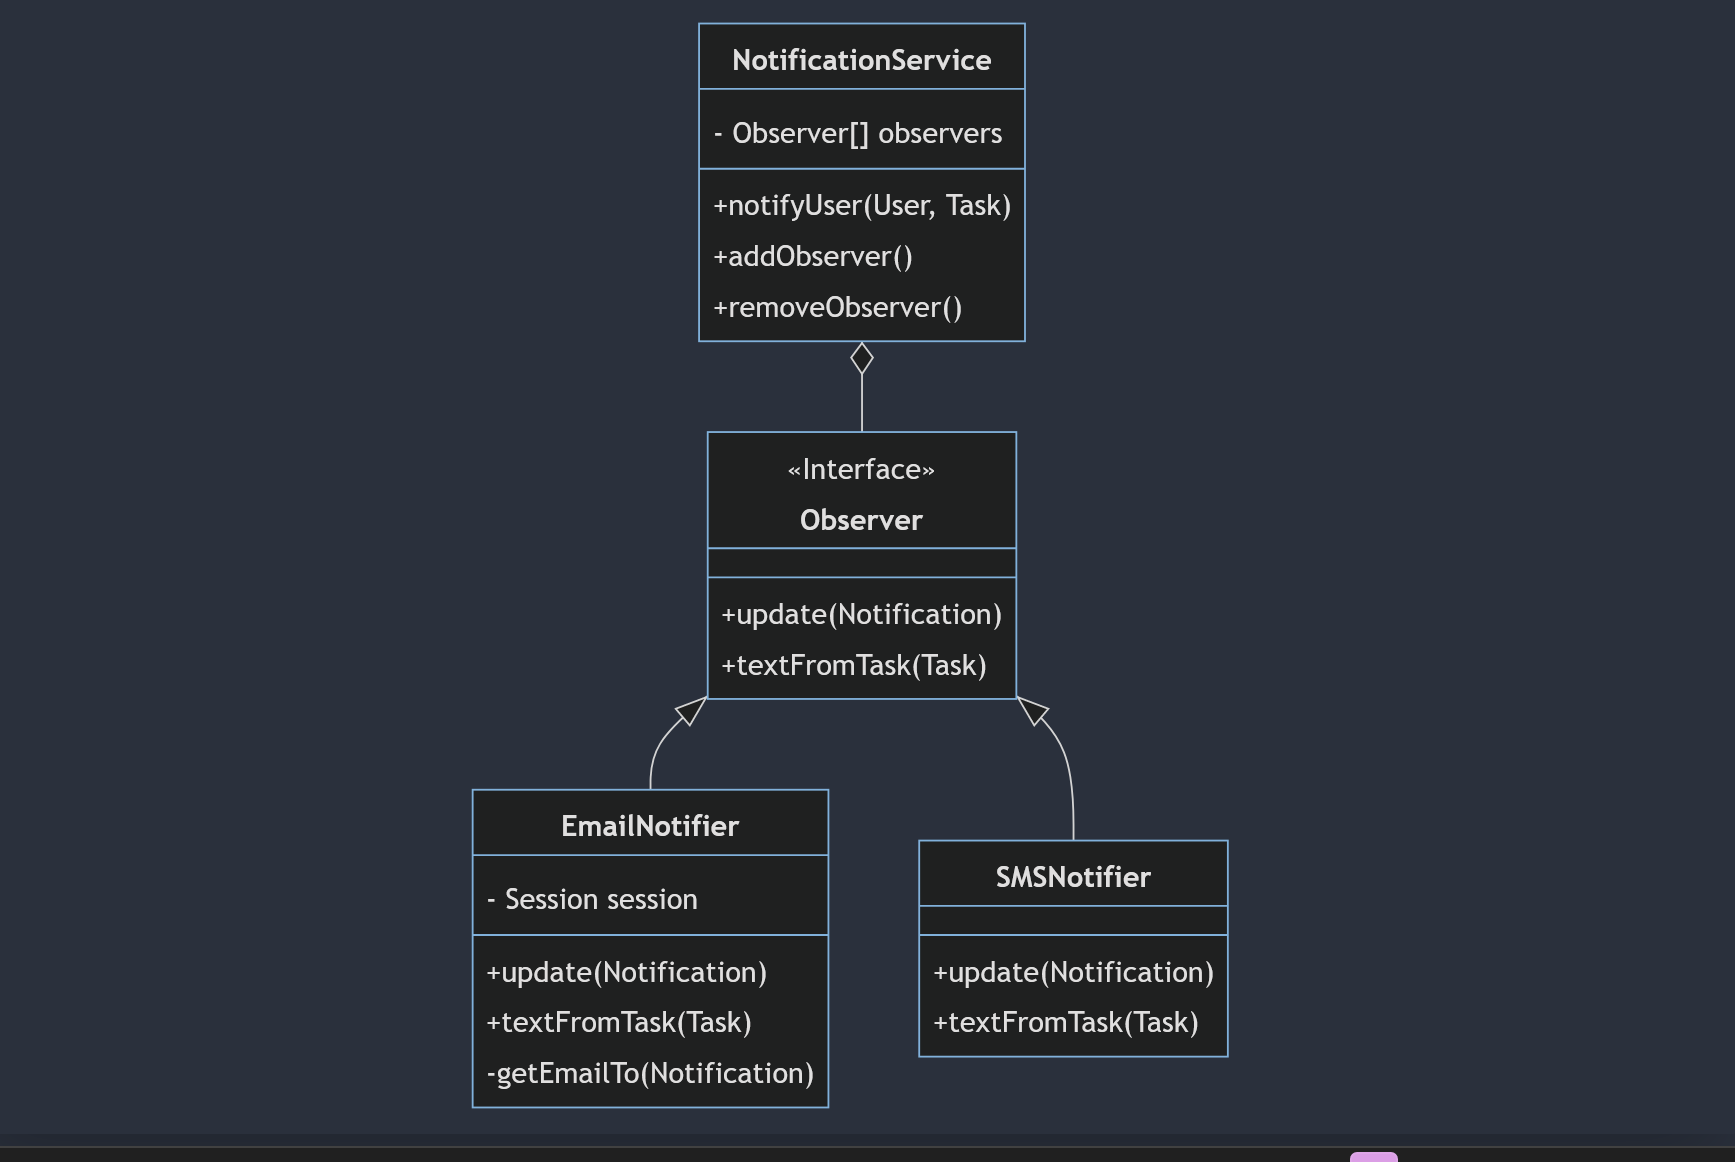 NotificationService
- Observer[] observers
+notifyUser(User, Task)
+addObserver()
+removeObserver()
«Interface»
Observer
+update(Notification)
+textFromTask(Task)
EmailNotifier
- Session session
+update(Notification)
+textFromTask(Task)
-getEmailTo(Notification)
SMSNotifier
+update(Notification)
+textFromTask(Task)